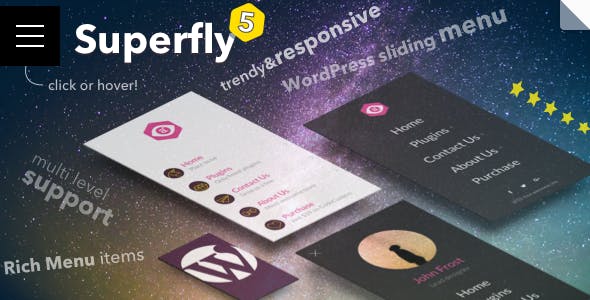 Superfly
5
click or hover!
trendy&responsive
WordPress sliding menu
multi level
support
Rich Menu items
Home
Plugins
Contact Us
About Us
Purchase
Home
Plugins
Contact Us
About Us
Purchase
John Frost
Home
Plugins